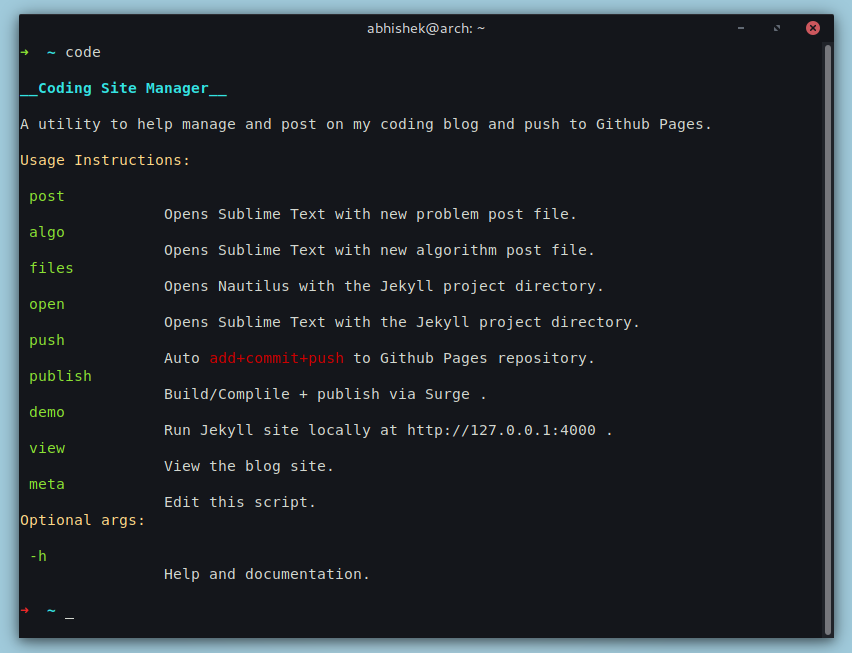 abhishek@arch: ~
➜ ~ code
__Coding Site Manager__
A utility to help manage and post on my coding blog and push to Github Pages.
Usage Instructions:
post
Opens Sublime Text with new problem post file.
algo
Opens Sublime Text with new algorithm post file.
files
Opens Nautilus with the Jekyll project directory.
open
Opens Sublime Text with the Jekyll project directory.
push
Auto add+commit+push to Github Pages repository.
publish
Build/Complile + publish via Surge .
demo
Run Jekyll site locally at http://127.0.0.1:4000 .
view
View the blog site.
meta
Edit this script.
Optional args:
-h
Help and documentation.
➜ ~ _